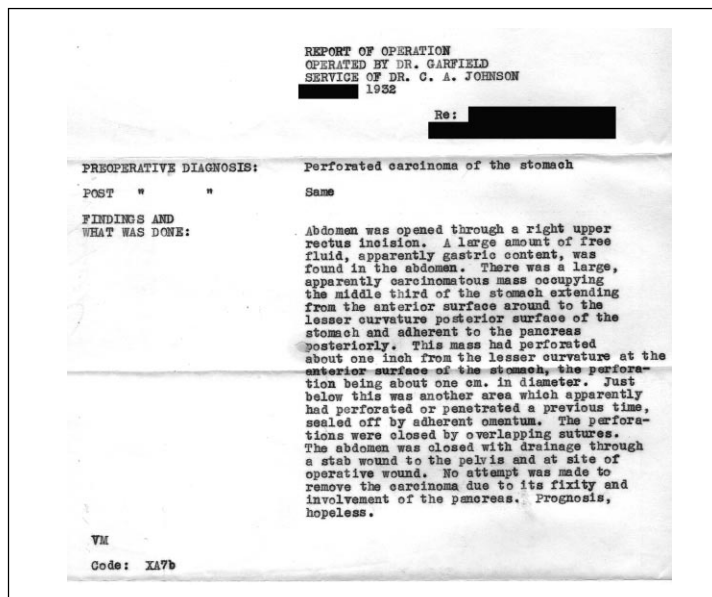 REPORT OF OPERATION
OPERATED BY DR. GARFIELD
SERVICE OF DR. C. A. JOHNSON
1932
Re:
PREOPERATIVE DIAGNOSIS: Perforated carcinoma of the stomach
POST " " Same
FINDINGS AND
WHAT WAS DONE: Abdomen was opened through a right upper
rectus incision. A large amount of free
fluid, apparently gastric content, was
found in the abdomen. There was a large,
apparently carcinomatous mass occupying
the middle third of the stomach extending
from the anterior surface around to the
lesser curvature posterior surface of the
stomach and adherent to the pancreas
posteriorly. This mass had perforated
about one inch from the lesser curvature at the
anterior surface of the stomach, the perfora-
tion being about one cm. in diameter. Just
below this was another area which apparently
had perforated or penetrated a previous time,
sealed off by adherent omentum. The perfora-
tions were closed by overlapping sutures.
The abdomen was closed with drainage through
a stab wound to the pelvis and at site of
operative wound. No attempt was made to
remove the carcinoma due to its fixity and
involvement of the pancreas. Prognosis,
hopeless.
VM
Code: XA7b